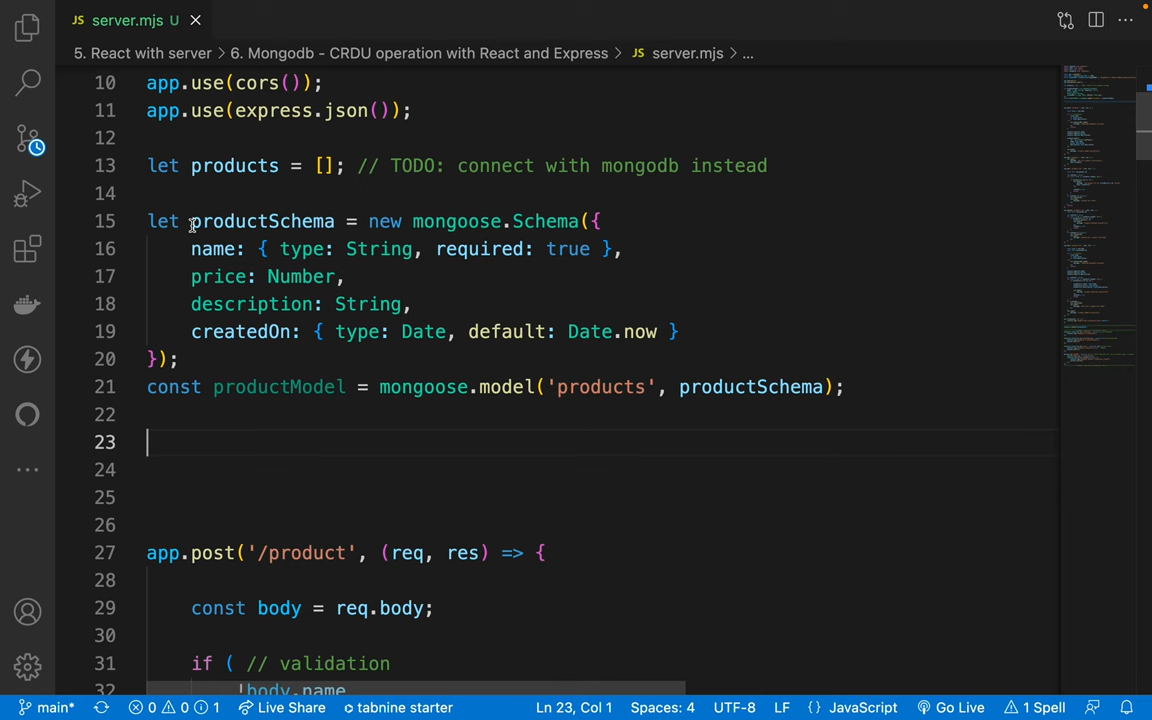 JS server.mjs U
5. React with server > 6. Mongodb - CRDU operation with React and Express > JS server.mjs > ...
10 app.use(cors());
11 app.use(express.json());
12
13 let products = []; // TODO: connect with mongodb instead
14
15 let productSchema = new mongoose.Schema({
16 name: { type: String, required: true },
17 price: Number,
18 description: String,
19 createdOn: { type: Date, default: Date.now }
20 });
21 const productModel = mongoose.model('products', productSchema);
22
23
24
25
26
27 app.post('/product', (req, res) => {
28
29 const body = req.body;
30
31 if ( // validation
32 !body.name
main* 0 0 1 Live Share tabnine starter Ln 23, Col 1 Spaces: 4 UTF-8 LF {} JavaScript Go Live 1 Spell